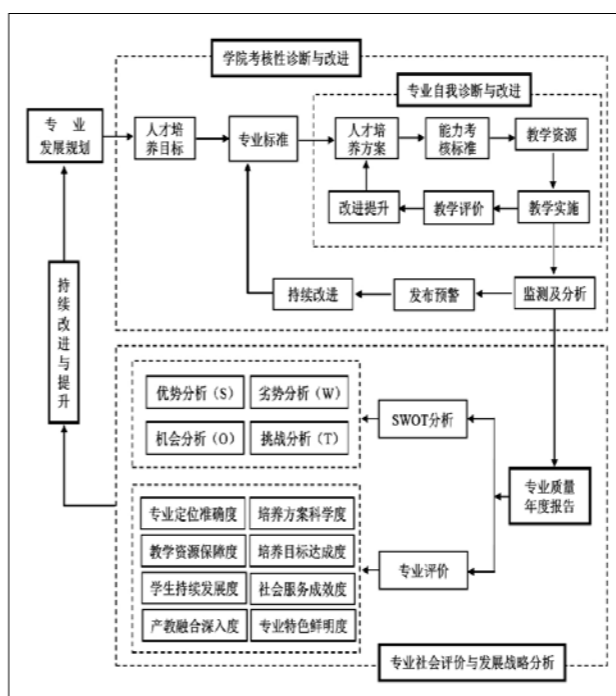 学院考核性诊断与改进
专业自我诊断与改进
专 业
发展规划
人才培
养目标
专业标准
人才培
养方案
能力考
核标准
教学资源
改进提升
教学评价
教学实施
持续改进
发布预警
监测及分析
持续改进与提升
优势分析（S）
劣势分析（W）
机会分析（O）
挑战分析（T）
SWOT分析
专业质量
年度报告
专业定位准确度
培养方案科学度
教学资源保障度
培养目标达成度
学生持续发展度
社会服务成效度
产教融合深入度
专业特色鲜明度
专业评价
专业社会评价与发展战略分析